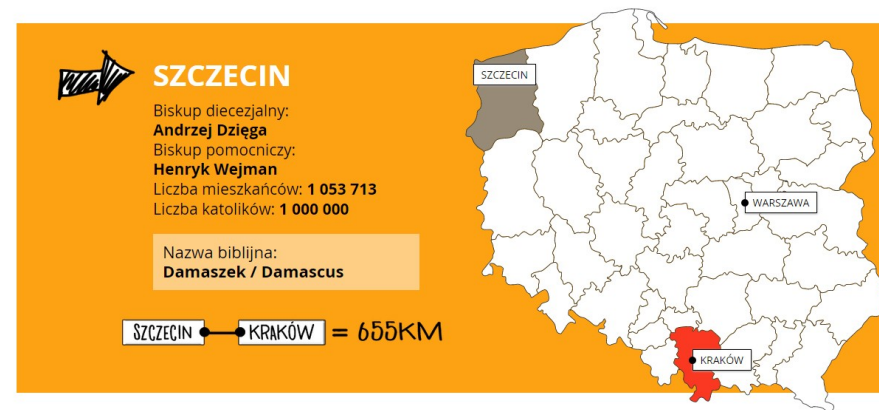 SZCZECIN
Biskup diecezjalny:
Andrzej Dzięga
Biskup pomocniczy:
Henryk Wejman
Liczba mieszkańców: 1 053 713
Liczba katolików: 1 000 000
Nazwa biblijna:
Damaszek / Damascus
SZCZECIN KRAKÓW = 655KM
SZCZECIN
WARSZAWA
KRAKÓW